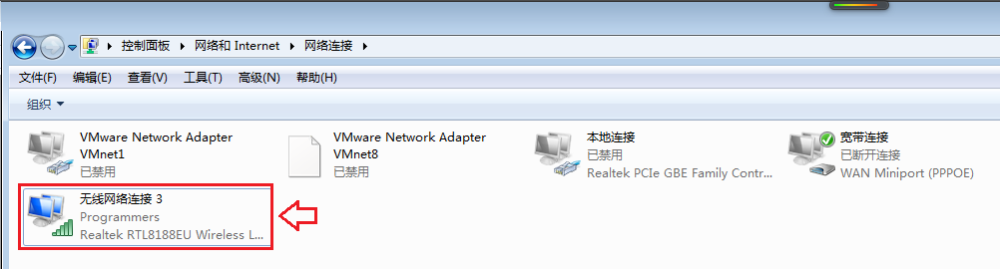 控制面板 ▸ 网络和 Internet ▸ 网络连接 ▸
文件(F) 编辑(E) 查看(V) 工具(T) 高级(N) 帮助(H)
组织
VMware Network Adapter
VMnet1
已禁用
VMware Network Adapter
VMnet8
已禁用
本地连接
已禁用
Realtek PCIe GBE Family Contr...
宽带连接
已断开连接
WAN Miniport (PPPOE)
无线网络连接 3
Programmers
Realtek RTL8188EU Wireless L...